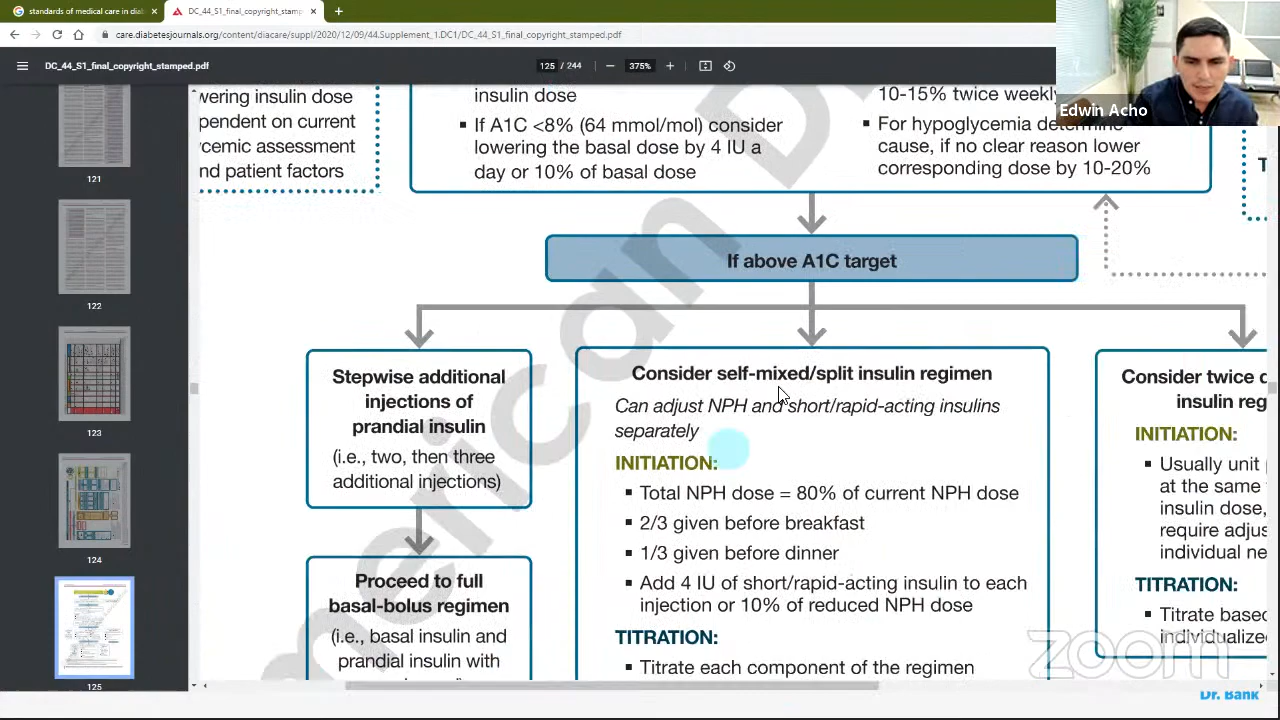 standards of medical care in diab
DC_44_S1_final_copyright_stamp
care.diabetesjournals.org/content/diacare/suppl/2020/12/09/44.Supplement_1.DC1/DC_44_S1_final_copyright_stamped.pdf
DC_44_S1_final_copyright_stamped.pdf
125 / 244
375%
Edwin Acho
121
122
123
124
125
wering insulin dose
pendent on current
cemic assessment
nd patient factors
insulin dose
If A1C <8% (64 mmol/mol) consider
lowering the basal dose by 4 IU a
day or 10% of basal dose
10-15% twice weekly
For hypoglycemia determine
cause, if no clear reason lower
corresponding dose by 10-20%
If above A1C target
Stepwise additional
injections of
prandial insulin
(i.e., two, then three
additional injections)
Proceed to full
basal-bolus regimen
(i.e., basal insulin and
prandial insulin with
Consider self-mixed/split insulin regimen
Can adjust NPH and short/rapid-acting insulins
separately
INITIATION:
Total NPH dose = 80% of current NPH dose
2/3 given before breakfast
1/3 given before dinner
Add 4 IU of short/rapid-acting insulin to each
injection or 10% of reduced NPH dose
TITRATION:
Titrate each component of the regimen
Consider twice d
insulin reg
INITIATION:
Usually unit
at the same
insulin dose,
require adjus
individual ne
TITRATION:
Titrate base
individualize
American D
zoom
Dr. Bank